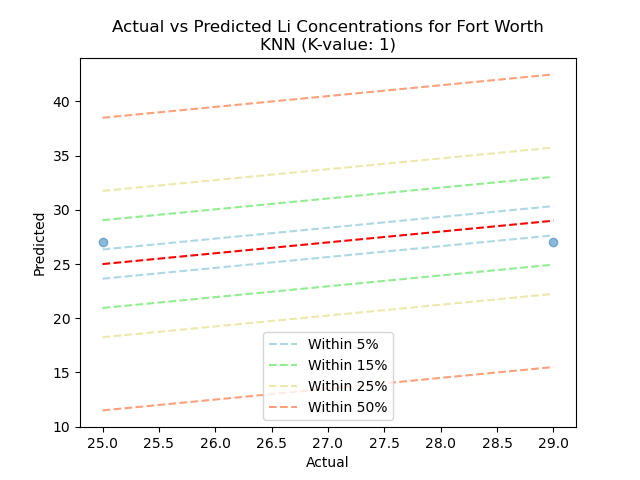 Actual vs Predicted Li Concentrations for Fort Worth
KNN (K-value: 1)
Predicted
40
35
30
25
20
15
10
Within 5%
Within 15%
Within 25%
Within 50%
25.0 25.5 26.0 26.5 27.0 27.5 28.0 28.5 29.0
Actual